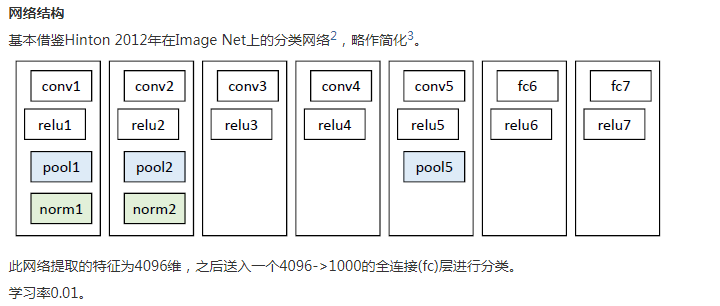 网络结构
基本借鉴Hinton 2012年在Image Net上的分类网络2，略作简化3。
conv1 conv2 conv3 conv4 conv5 fc6 fc7
relu1 relu2 relu3 relu4 relu5 relu6 relu7
pool1 pool2 pool5
norm1 norm2
此网络提取的特征为4096维，之后送入一个4096->1000的全连接(fc)层进行分类。
学习率0.01。